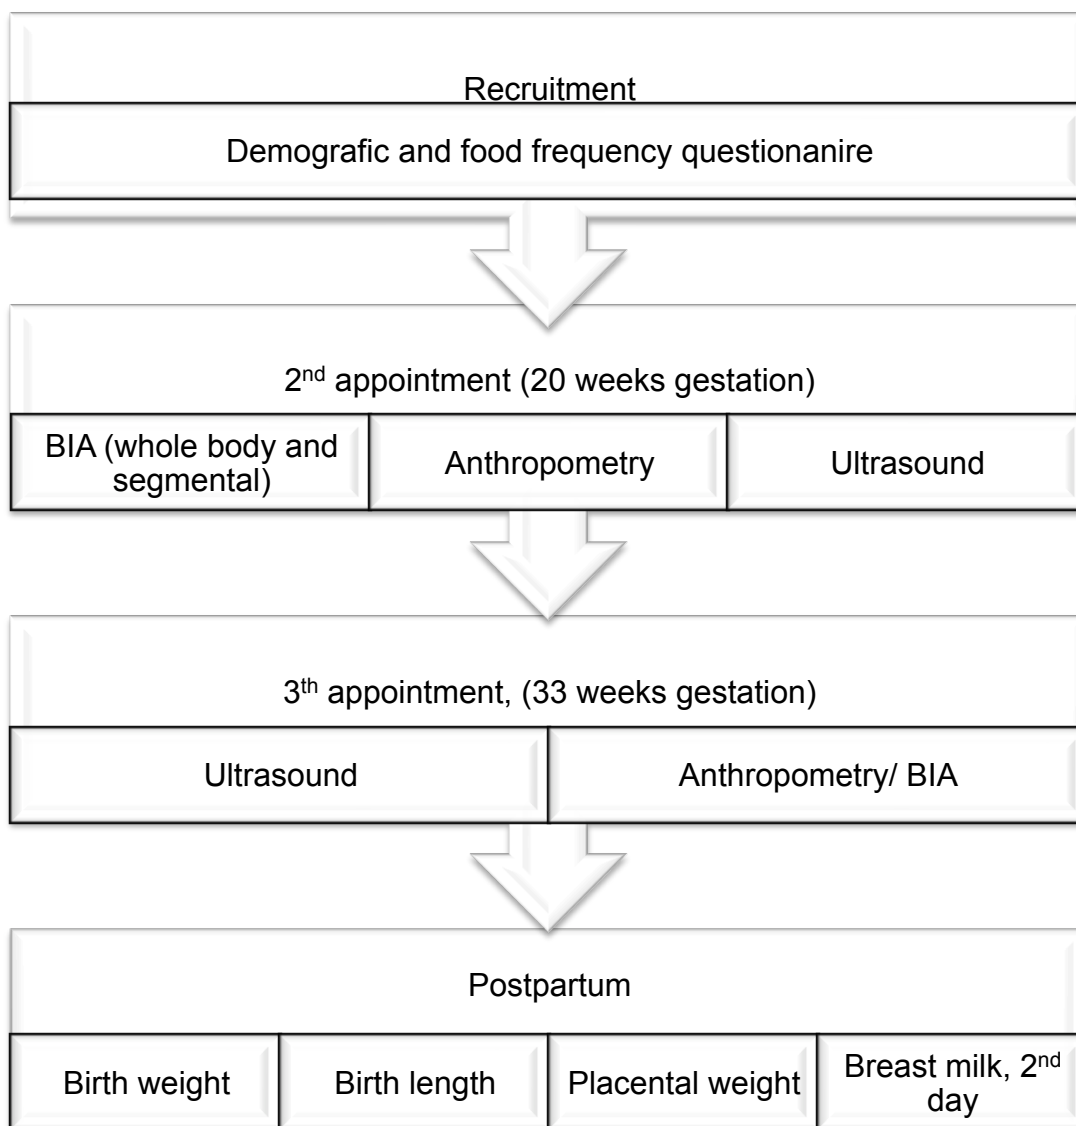 Recruitment
Demografic and food frequency questionanire
2nd appointment (20 weeks gestation)
BIA (whole body and
segmental)
Anthropometry
Ultrasound
3th appointment, (33 weeks gestation)
Ultrasound
Anthropometry/ BIA
Postpartum
Birth weight
Birth length
Placental weight
Breast milk, 2nd
day